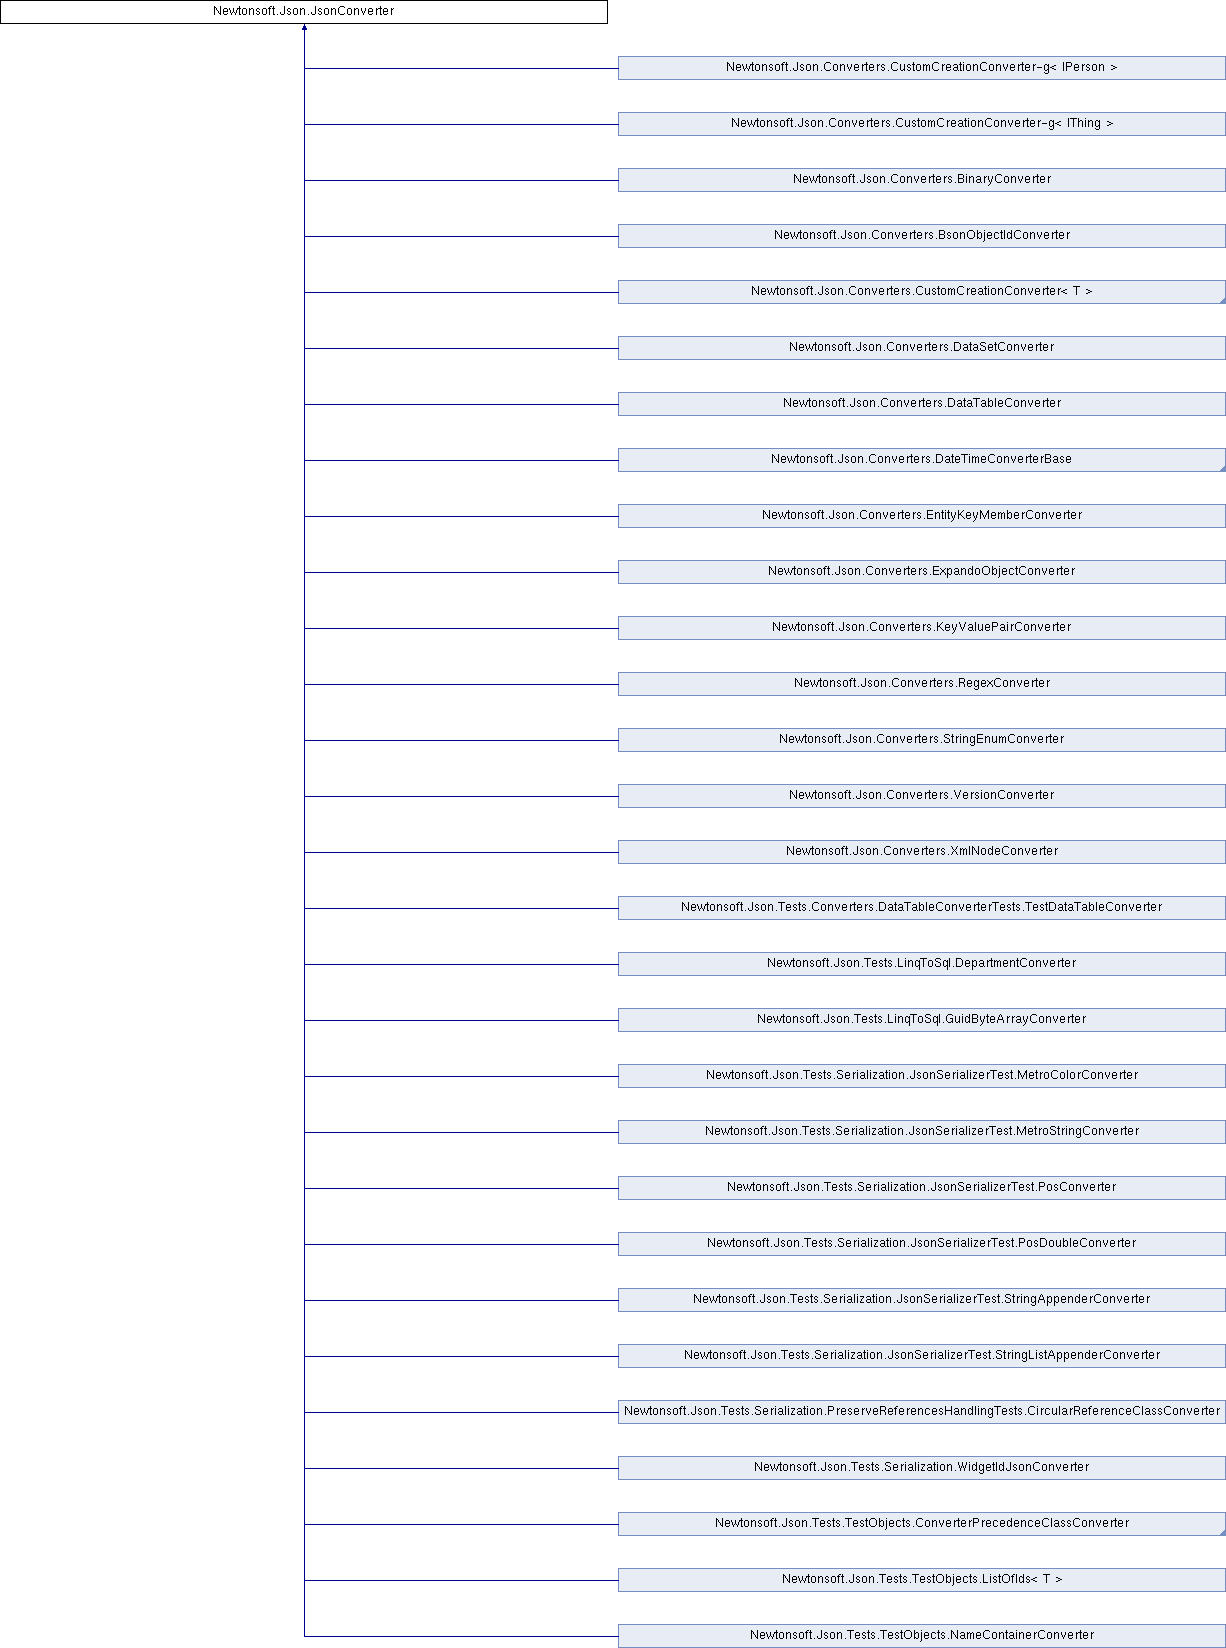 Newtonsoft.Json.JsonConverter
Newtonsoft.Json.Converters.CustomCreationConverter-g< IPerson >
Newtonsoft.Json.Converters.CustomCreationConverter-g< IThing >
Newtonsoft.Json.Converters.BinaryConverter
Newtonsoft.Json.Converters.BsonObjectIdConverter
Newtonsoft.Json.Converters.CustomCreationConverter< T >
Newtonsoft.Json.Converters.DataSetConverter
Newtonsoft.Json.Converters.DataTableConverter
Newtonsoft.Json.Converters.DateTimeConverterBase
Newtonsoft.Json.Converters.EntityKeyMemberConverter
Newtonsoft.Json.Converters.ExpandoObjectConverter
Newtonsoft.Json.Converters.KeyValuePairConverter
Newtonsoft.Json.Converters.RegexConverter
Newtonsoft.Json.Converters.StringEnumConverter
Newtonsoft.Json.Converters.VersionConverter
Newtonsoft.Json.Converters.XmlNodeConverter
Newtonsoft.Json.Tests.Converters.DataTableConverterTests.TestDataTableConverter
Newtonsoft.Json.Tests.LinqToSql.DepartmentConverter
Newtonsoft.Json.Tests.LinqToSql.GuidByteArrayConverter
Newtonsoft.Json.Tests.Serialization.JsonSerializerTest.MetroColorConverter
Newtonsoft.Json.Tests.Serialization.JsonSerializerTest.MetroStringConverter
Newtonsoft.Json.Tests.Serialization.JsonSerializerTest.PosConverter
Newtonsoft.Json.Tests.Serialization.JsonSerializerTest.PosDoubleConverter
Newtonsoft.Json.Tests.Serialization.JsonSerializerTest.StringAppenderConverter
Newtonsoft.Json.Tests.Serialization.JsonSerializerTest.StringListAppenderConverter
Newtonsoft.Json.Tests.Serialization.PreserveReferencesHandlingTests.CircularReferenceClassConverter
Newtonsoft.Json.Tests.Serialization.WidgetIdJsonConverter
Newtonsoft.Json.Tests.TestObjects.ConverterPrecedenceClassConverter
Newtonsoft.Json.Tests.TestObjects.ListOfIds< T >
Newtonsoft.Json.Tests.TestObjects.NameContainerConverter